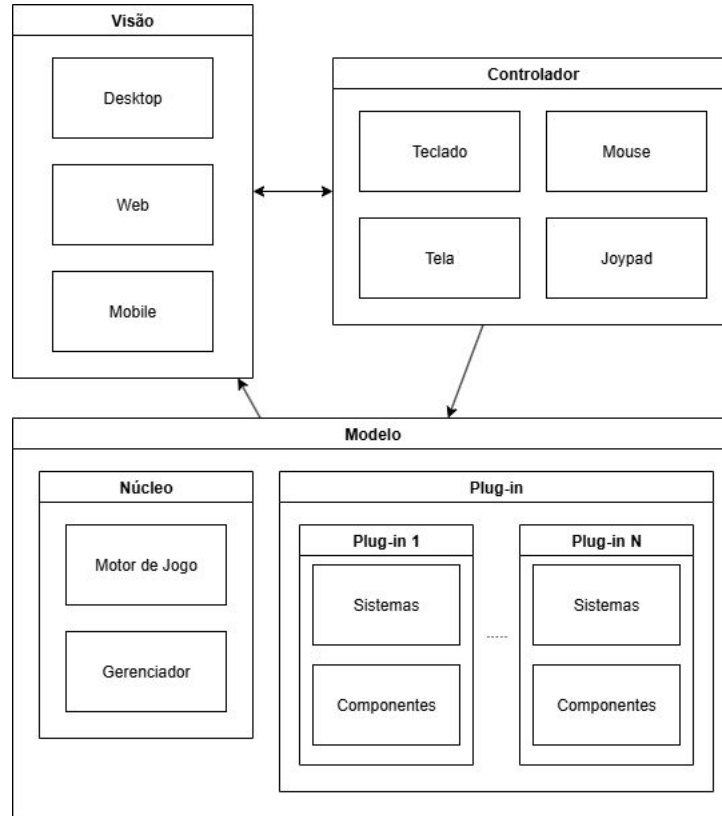 Visão
Desktop
Web
Mobile
Controlador
Teclado
Mouse
Tela
Joypad
Modelo
Núcleo
Motor de Jogo
Gerenciador
Plug-in
Plug-in 1
Sistemas
Componentes
.....
Plug-in N
Sistemas
Componentes